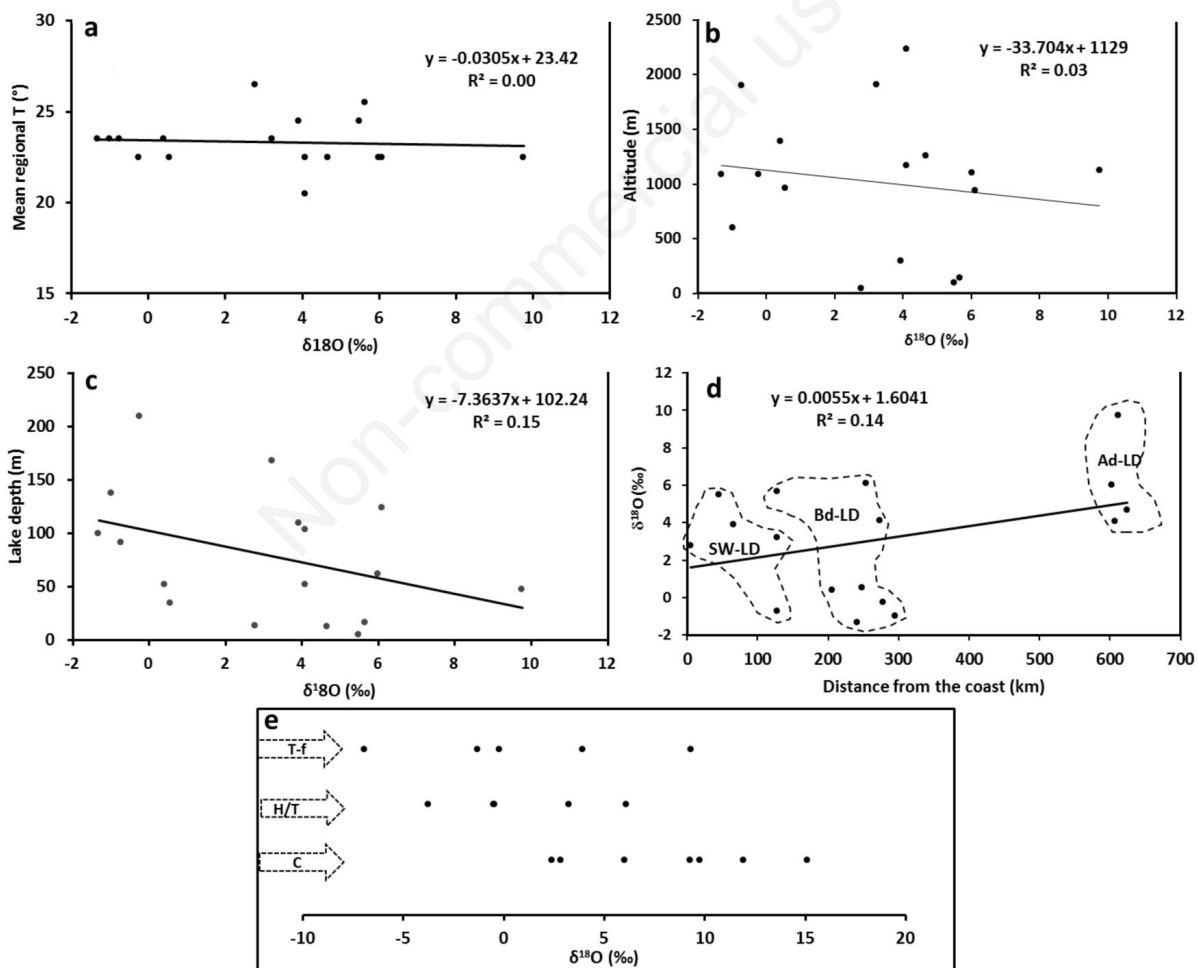 a
y = -0.0305x + 23.42
R² = 0.00
Mean regional T (°)
30
25
20
15
-2 0 2 4 6 8 10 12
δ18O (‰)
b
y = -33.704x + 1129
R² = 0.03
Altitude (m)
2500
2000
1500
1000
500
0
-2 0 2 4 6 8 10 12
δ¹⁸O (‰)
c
y = -7.3637x + 102.24
R² = 0.15
Lake depth (m)
250
200
150
100
50
0
-2 0 2 4 6 8 10 12
δ¹8O (‰)
d
y = 0.0055x + 1.6041
R² = 0.14
δ¹⁸O (‰)
12
10
8
6
4
2
0
-2
SW-LD
Bd-LD
Ad-LD
0 100 200 300 400 500 600 700
Distance from the coast (km)
e
T-f
H/T
C
-10 -5 0 5 10 15 20
δ¹⁸O (‰)
Non-commercial us